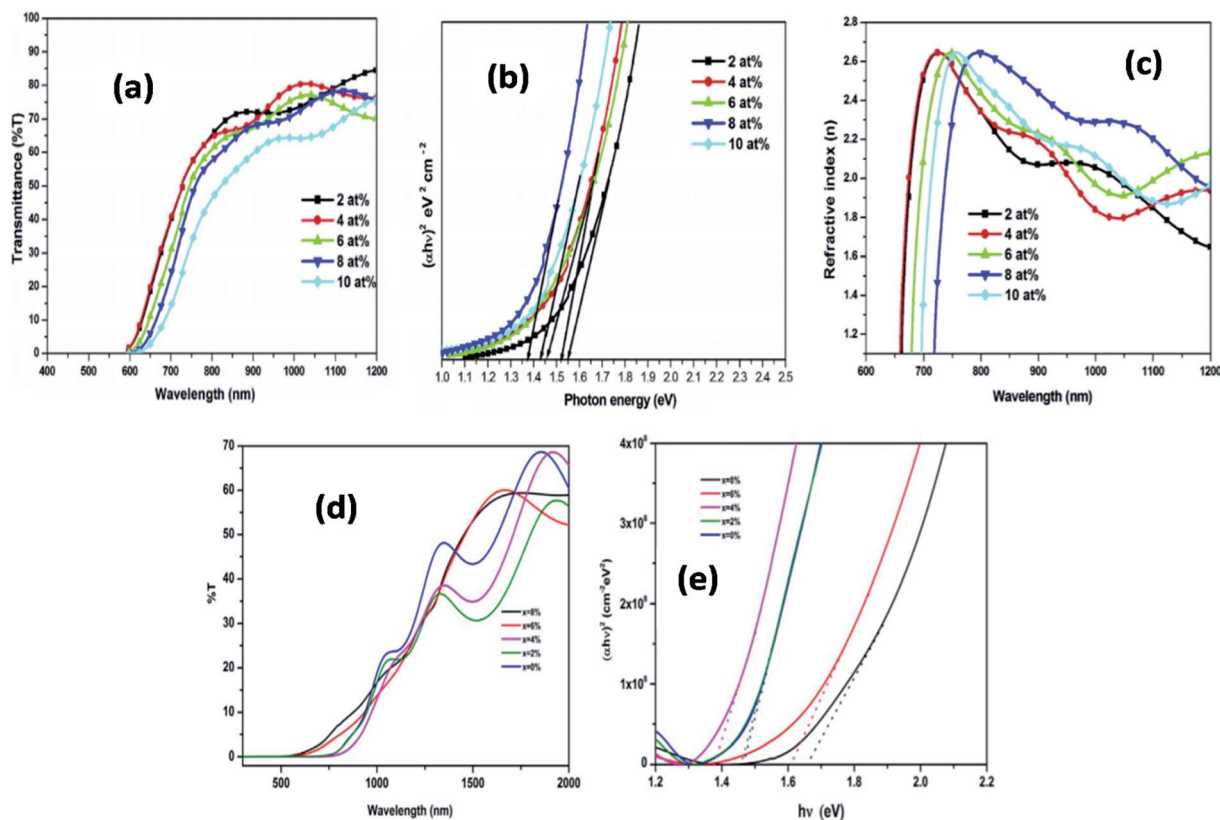 (a)
Transmittance (%T)
100
90
80
70
60
50
40
30
20
10
0
2 at%
4 at%
6 at%
8 at%
10 at%
400 500 600 700 800 900 1000 1100 1200
Wavelength (nm)
(b)
(αhν)² eV² cm⁻²
2 at%
4 at%
6 at%
8 at%
10 at%
1.0 1.1 1.2 1.3 1.4 1.5 1.6 1.7 1.8 1.9 2.0 2.1 2.2 2.3 2.4 2.5
Photon energy (eV)
(c)
Refractive index (n)
2.8
2.6
2.4
2.2
2.0
1.8
1.6
1.4
1.2
2 at%
4 at%
6 at%
8 at%
10 at%
600 700 800 900 1000 1100 1200
Wavelength (nm)
(d)
%T
70
60
50
40
30
20
10
0
x=8%
x=6%
x=4%
x=2%
x=0%
500 1000 1500 2000
Wavelength (nm)
(e)
(αhν)² (cm⁻²eV²)
4x10⁸
3x10⁸
2x10⁸
1x10⁸
0
x=8%
x=6%
x=4%
x=2%
x=0%
1.2 1.4 1.6 1.8 2.0 2.2
hν (eV)